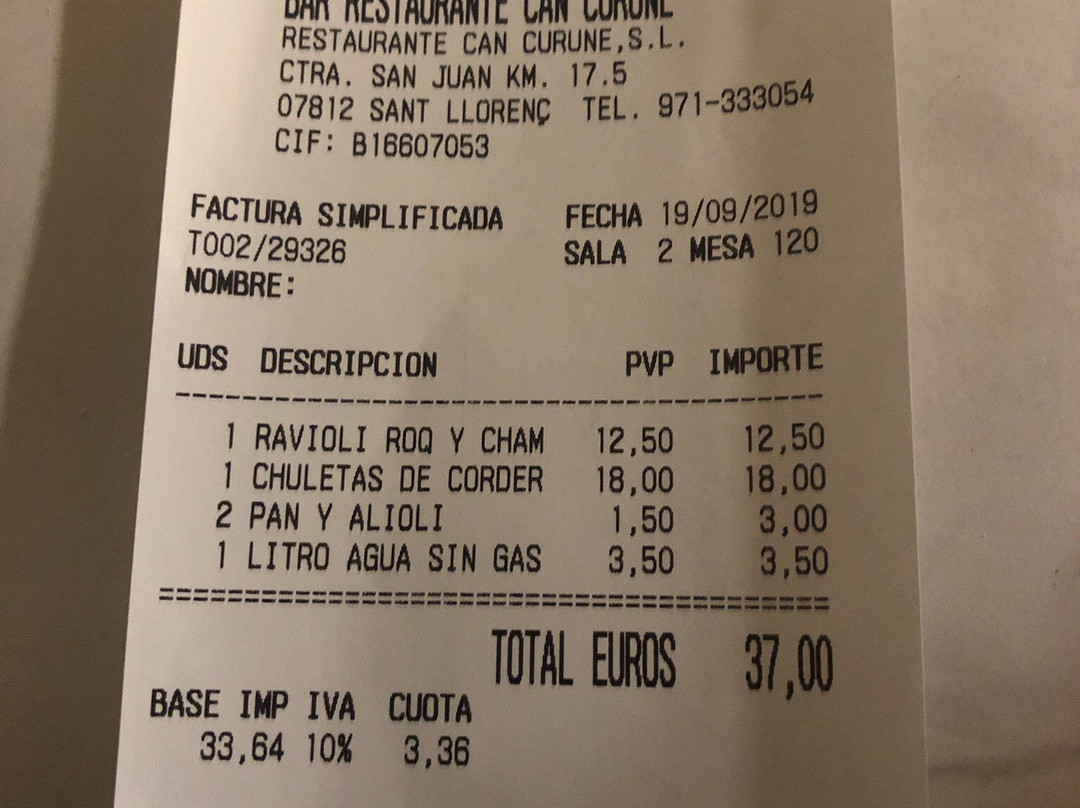 BAR RESTAURANTE CAN CURUNE
RESTAURANTE CAN CURUNE,S.L.
CTRA. SAN JUAN KM. 17.5
07812 SANT LLORENÇ TEL. 971-333054
CIF: B16607053
FACTURA SIMPLIFICADA FECHA 19/09/2019
T002/29326 SALA 2 MESA 120
NOMBRE:
UDS DESCRIPCION PVP IMPORTE
1 RAVIOLI ROQ Y CHAM 12,50 12,50
1 CHULETAS DE CORDER 18,00 18,00
2 PAN Y ALIOLI 1,50 3,00
1 LITRO AGUA SIN GAS 3,50 3,50
TOTAL EUROS 37,00
BASE IMP IVA CUOTA
33,64 10% 3,36